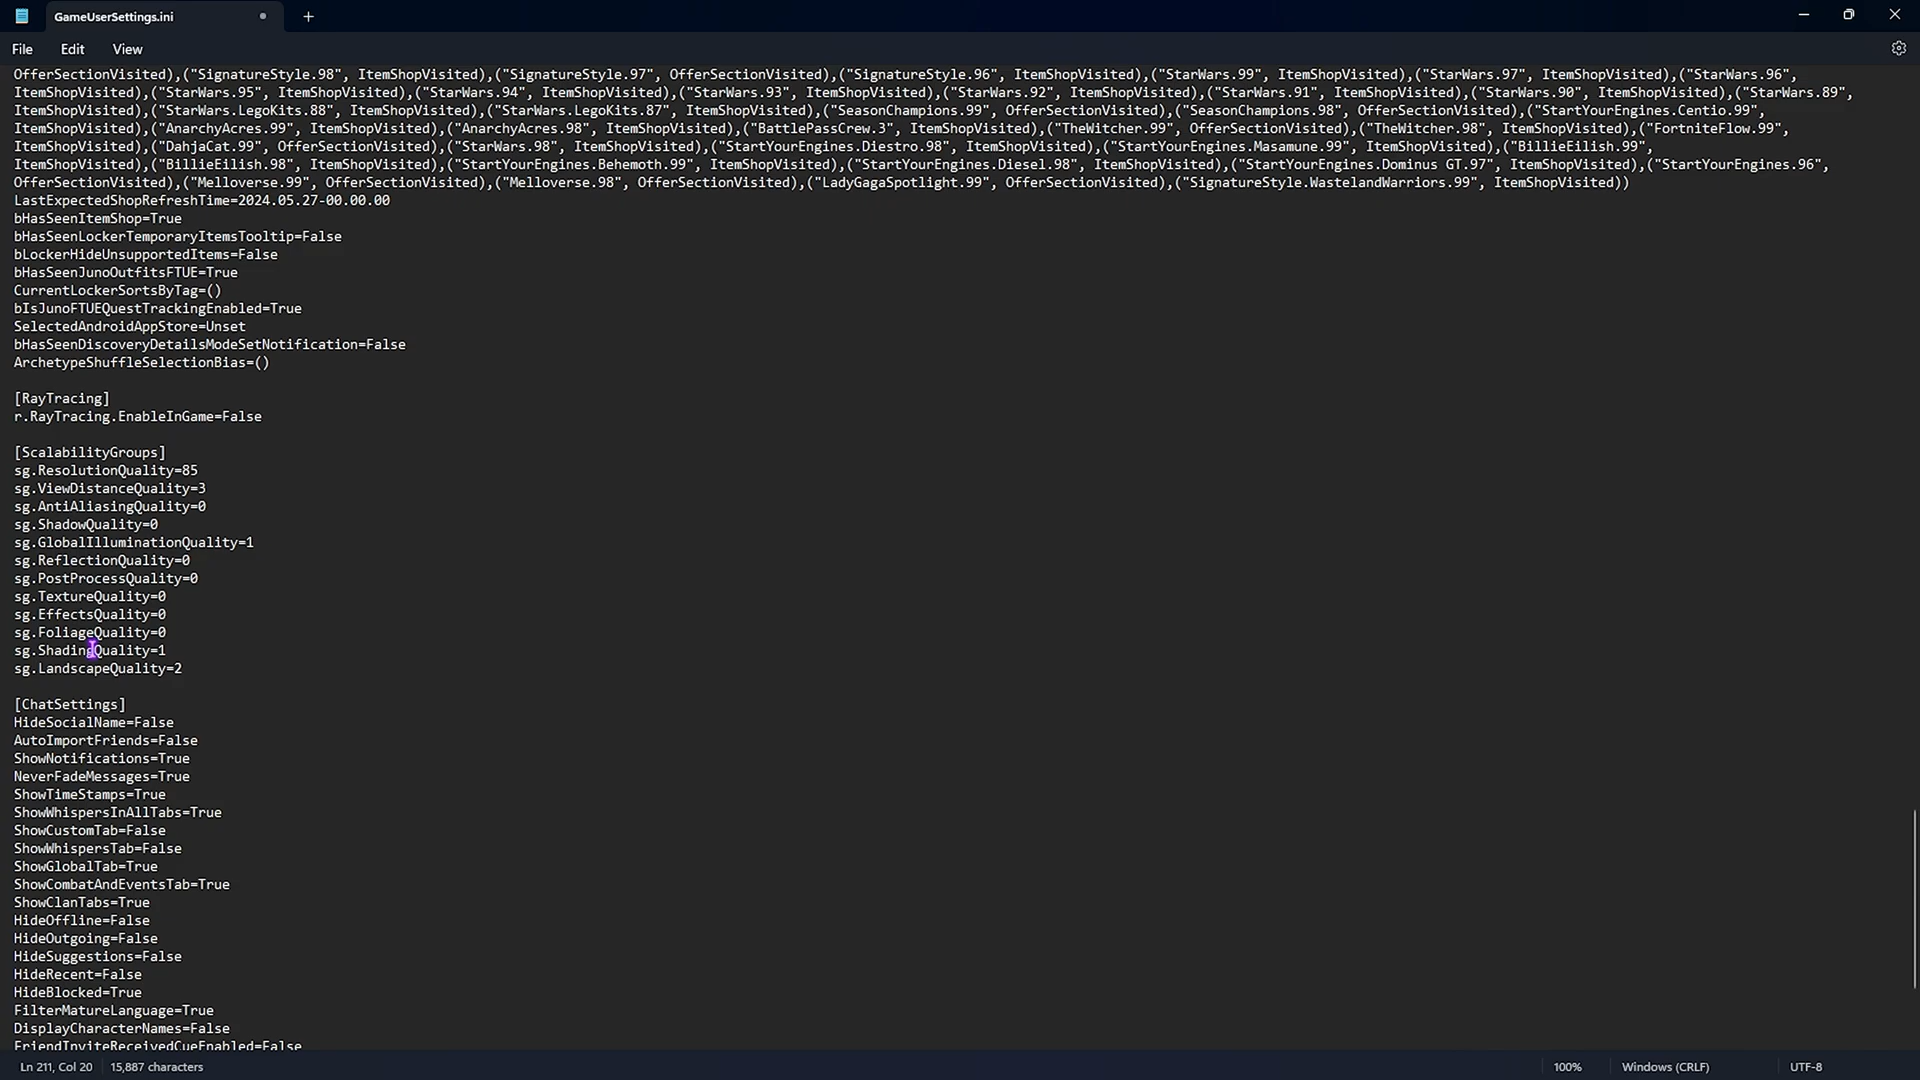 GameUserSettings.ini
File Edit View
OfferSectionVisited),("SignatureStyle.98", ItemShopVisited),("SignatureStyle.97", OfferSectionVisited),("SignatureStyle.96", ItemShopVisited),("StarWars.99", ItemShopVisited),("StarWars.97", ItemShopVisited),("StarWars.96",
ItemShopVisited),("StarWars.95", ItemShopVisited),("StarWars.94", ItemShopVisited),("StarWars.93", ItemShopVisited),("StarWars.92", ItemShopVisited),("StarWars.91", ItemShopVisited),("StarWars.90", ItemShopVisited),("StarWars.89",
ItemShopVisited),("StarWars.LegoKits.88", ItemShopVisited),("StarWars.LegoKits.87", ItemShopVisited),("SeasonChampions.99", OfferSectionVisited),("SeasonChampions.98", OfferSectionVisited),("StartYourEngines.Centio.99",
ItemShopVisited),("AnarchyAcres.99", ItemShopVisited),("AnarchyAcres.98", ItemShopVisited),("BattlePassCrew.3", ItemShopVisited),("TheWitcher.99", OfferSectionVisited),("TheWitcher.98", ItemShopVisited),("FortniteFlow.99",
ItemShopVisited),("DahjaCat.99", OfferSectionVisited),("StarWars.98", ItemShopVisited),("StartYourEngines.Diestro.98", ItemShopVisited),("StartYourEngines.Masamune.99", ItemShopVisited),("BillieEilish.99",
ItemShopVisited),("BillieEilish.98", ItemShopVisited),("StartYourEngines.Behemoth.99", ItemShopVisited),("StartYourEngines.Diesel.98", ItemShopVisited),("StartYourEngines.Dominus GT.97", ItemShopVisited),("StartYourEngines.96",
OfferSectionVisited),("Melloverse.99", OfferSectionVisited),("Melloverse.98", OfferSectionVisited),("LadyGagaSpotlight.99", OfferSectionVisited),("SignatureStyle.WastelandWarriors.99", ItemShopVisited))
LastExpectedShopRefreshTime=2024.05.27-00.00.00
bHasSeenItemShop=True
bHasSeenLockerTemporaryItemsTooltip=False
bLockerHideUnsupportedItems=False
bHasSeenJunoOutfitsFTUE=True
CurrentLockerSortsByTag=()
bIsJunoFTUEQuestTrackingEnabled=True
SelectedAndroidAppStore=Unset
bHasSeenDiscoveryDetailsModeSetNotification=False
ArchetypeShuffleSelectionBias=()
[RayTracing]
r.RayTracing.EnableInGame=False
[ScalabilityGroups]
sg.ResolutionQuality=85
sg.ViewDistanceQuality=3
sg.AntiAliasingQuality=0
sg.ShadowQuality=0
sg.GlobalIlluminationQuality=1
sg.ReflectionQuality=0
sg.PostProcessQuality=0
sg.TextureQuality=0
sg.EffectsQuality=0
sg.FoliageQuality=0
sg.ShadingQuality=1
sg.LandscapeQuality=2
[ChatSettings]
HideSocialName=False
AutoImportFriends=False
ShowNotifications=True
NeverFadeMessages=True
ShowTimeStamps=True
ShowWhispersInAllTabs=True
ShowCustomTab=False
ShowWhispersTab=False
ShowGlobalTab=True
ShowCombatAndEventsTab=True
ShowClanTabs=True
HideOffline=False
HideOutgoing=False
HideSuggestions=False
HideRecent=False
HideBlocked=True
FilterMatureLanguage=True
DisplayCharacterNames=False
FriendInviteReceivedCueEnabled=False
Ln 211, Col 20 15,887 characters 100% Windows (CRLF) UTF-8